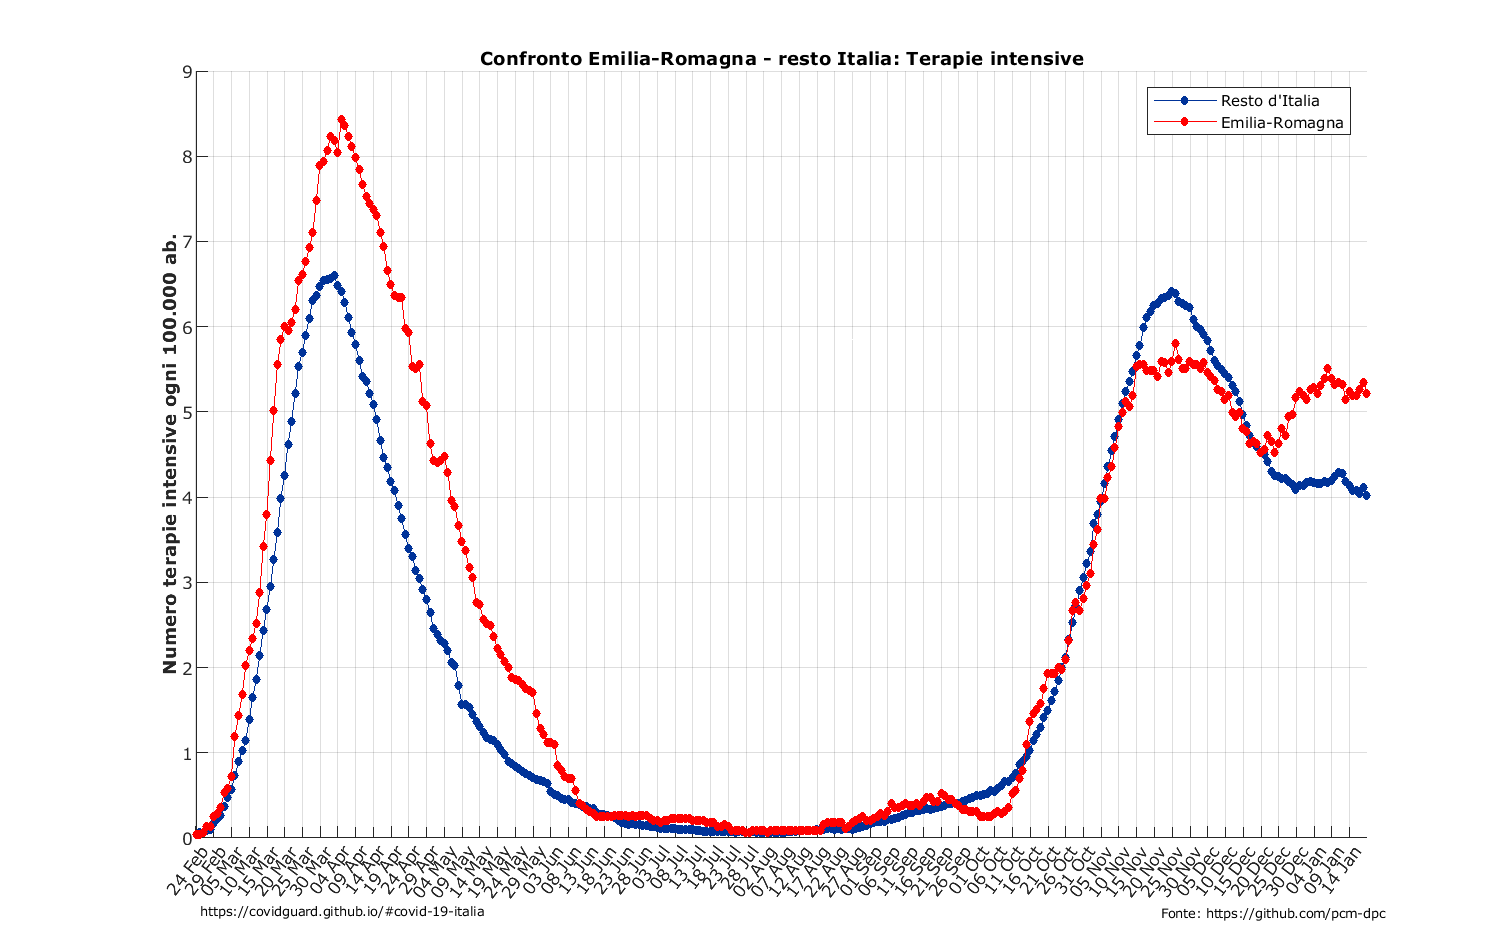 Confronto Emilia-Romagna - resto Italia: Terapie intensive
Resto d'Italia
Emilia-Romagna
Numero terapie intensive ogni 100.000 ab.
9
8
7
6
5
4
3
2
1
0
24 Feb
29 Feb
05 Mar
10 Mar
15 Mar
20 Mar
25 Mar
30 Mar
04 Apr
09 Apr
14 Apr
19 Apr
24 Apr
29 Apr
04 May
09 May
14 May
19 May
24 May
29 May
03 Jun
08 Jun
13 Jun
18 Jun
23 Jun
28 Jun
03 Jul
08 Jul
13 Jul
18 Jul
23 Jul
28 Jul
02 Aug
07 Aug
12 Aug
17 Aug
22 Aug
27 Aug
01 Sep
06 Sep
11 Sep
16 Sep
21 Sep
26 Sep
01 Oct
06 Oct
11 Oct
16 Oct
21 Oct
26 Oct
31 Oct
05 Nov
10 Nov
15 Nov
20 Nov
25 Nov
30 Nov
05 Dec
10 Dec
15 Dec
20 Dec
25 Dec
30 Dec
04 Jan
09 Jan
14 Jan
https://covidguard.github.io/#covid-19-italia
Fonte: https://github.com/pcm-dpc